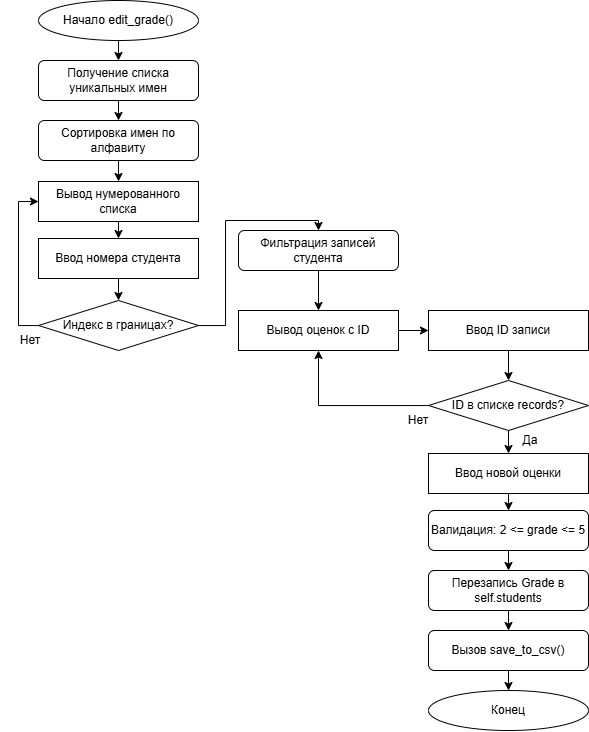 Начало edit_grade()
Получение списка
уникальных имен
Сортировка имен по
алфавиту
Вывод нумерованного
списка
Ввод номера студента
Индекс в границах?
Нет
Фильтрация записей
студента
Вывод оценок с ID
Ввод ID записи
ID в списке records?
Нет
Да
Ввод новой оценки
Валидация: 2 <= grade <= 5
Перезапись Grade в
self.students
Вызов save_to_csv()
Конец